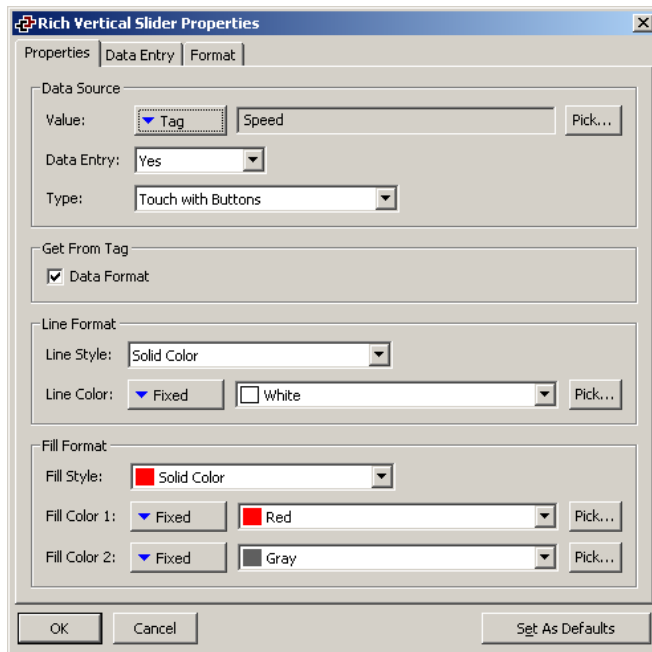 Rich Vertical Slider Properties
Properties Data Entry Format
Data Source
Value: Tag Speed Pick...
Data Entry: Yes
Type: Touch with Buttons
Get From Tag
Data Format
Line Format
Line Style: Solid Color
Line Color: Fixed White Pick...
Fill Format
Fill Style: Solid Color
Fill Color 1: Fixed Red Pick...
Fill Color 2: Fixed Gray Pick...
OK Cancel Set As Defaults